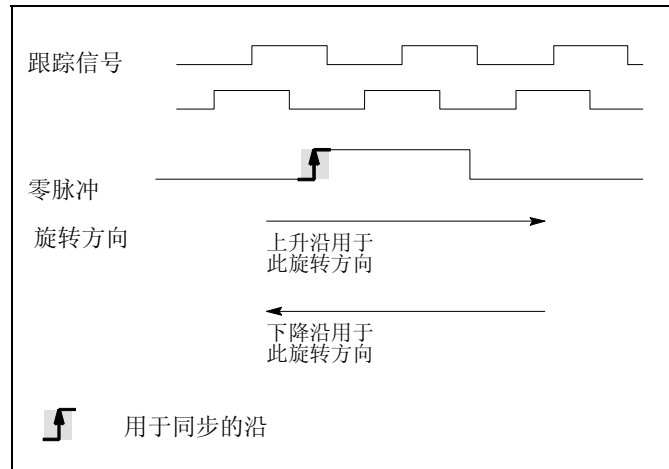 跟踪信号
零脉冲
旋转方向
上升沿用于
此旋转方向
下降沿用于
此旋转方向
用于同步的沿